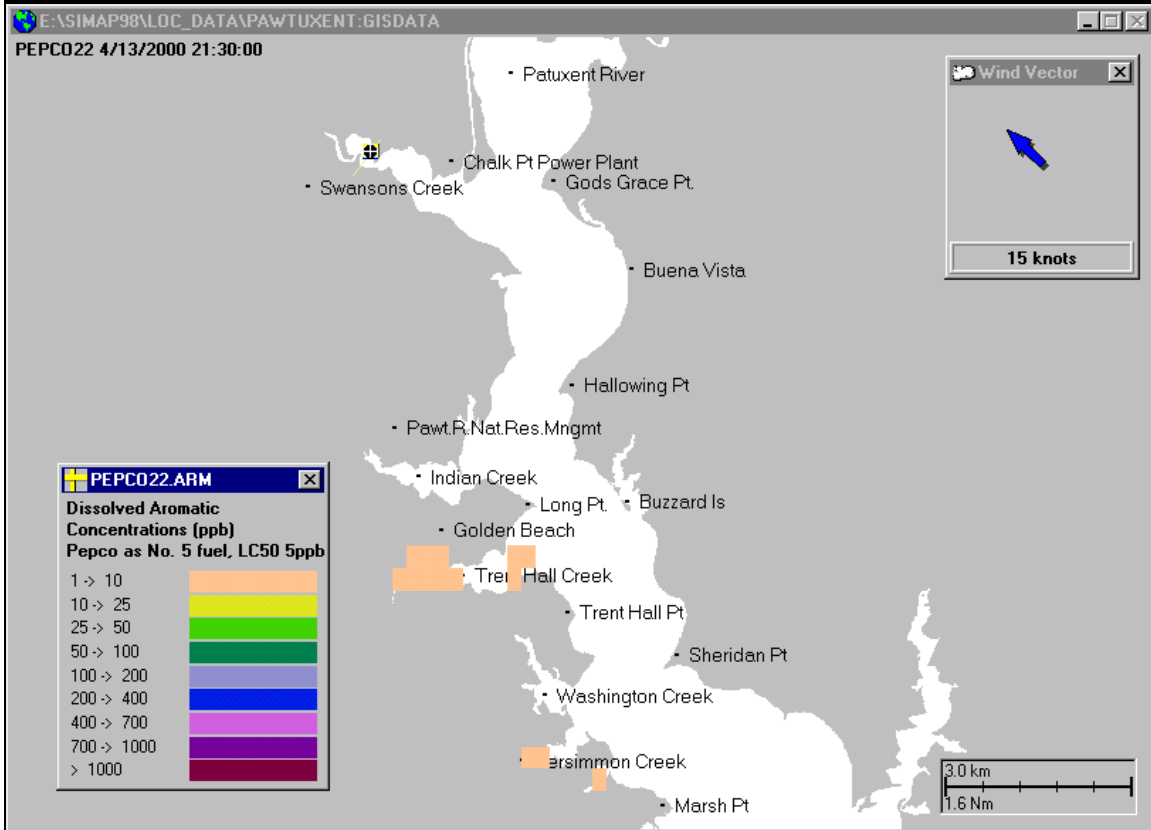 E:\SIMAP98\LOC_DATA\PAWTUXENT:GISDATA
PEPCO22 4/13/2000 21:30:00
Patuxent River
Wind Vector
15 knots
Chalk Pt Power Plant
Gods Grace Pt.
Swansons Creek
Buena Vista
Hallowing Pt
Pawt.R.Nat.Res.Mngmt
Indian Creek
Long Pt.
Buzzard Is
Golden Beach
Hall Creek
Trent Hall Pt
Sheridan Pt
Washington Creek
ersimmon Creek
Marsh Pt
PEPCO22.ARM
Dissolved Aromatic
Concentrations (ppb)
Pepco as No. 5 fuel, LC50 5ppb
1 -> 10
10 -> 25
25 -> 50
50 -> 100
100 -> 200
200 -> 400
400 -> 700
700 -> 1000
> 1000
3.0 km
1.6 Nm